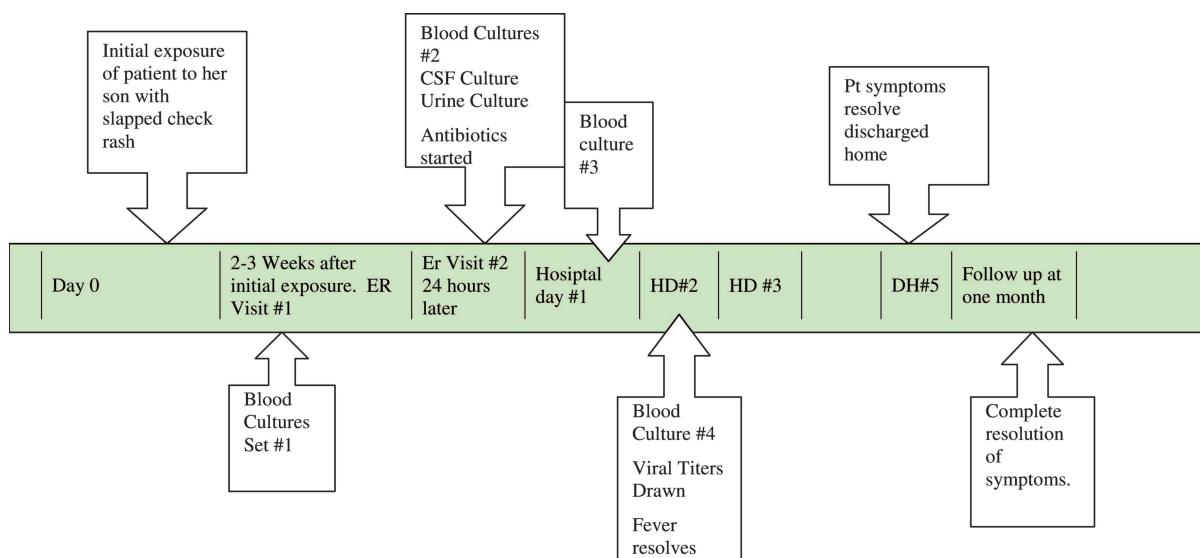 Initial exposure
of patient to her
son with
slapped check
rash
Blood Cultures
#2
CSF Culture
Urine Culture
Antibiotics
started
Blood
culture
#3
Pt symptoms
resolve
discharged
home
Day 0
2-3 Weeks after
initial exposure. ER
Visit #1
Er Visit #2
24 hours
later
Hosiptal
day #1
HD#2
HD #3
DH#5
Follow up at
one month
Blood
Cultures
Set #1
Blood
Culture #4
Viral Titers
Drawn
Fever
resolves
Complete
resolution
of
symptoms.